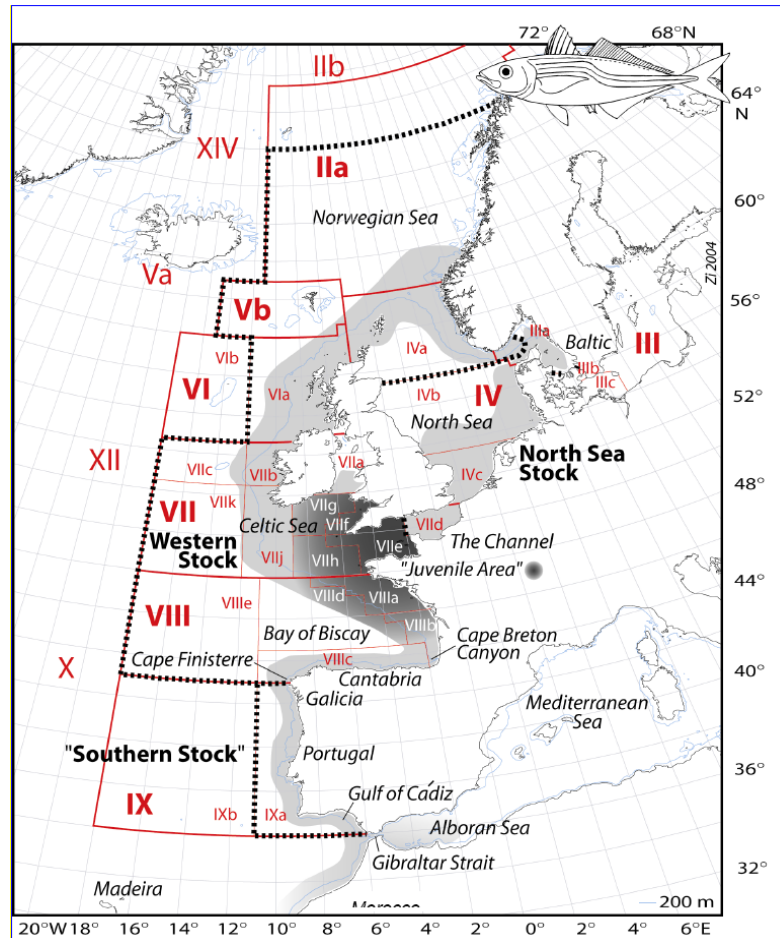 72° 68°N
IIb
64°
N
XIV
IIa
60°
Norwegian Sea
ZI 2004
Va
56°
Vb
IIIa
Baltic
III
VIb
IVa
IIIb
IIIc
VI
VIa
IVb
IV
52°
North Sea
XII
VIIc
VIIb
VIIa
North Sea
Stock
IVc
VIIk
VIIg
48°
VII
Celtic Sea
VIIf
VIId
Western
Stock
VIIj
VIIh
VIIe
The Channel
"Juvenile Area"
44°
VIIId
VIIIa
VIII
VIIIe
VIIIb
Bay of Biscay
Cape Breton
Canyon
X
Cape Finisterre
VIIIc
40°
Cantabria
Galicia
Mediterranean
Sea
"Southern Stock"
Portugal
36°
IX
Gulf of Cádiz
IXb
IXa
Alboran Sea
Gibraltar Strait
32°
Madeira
Morocco
200 m
20°W 18° 16° 14° 12° 10° 8° 6° 4° 2° 0° 2° 4° 6°E